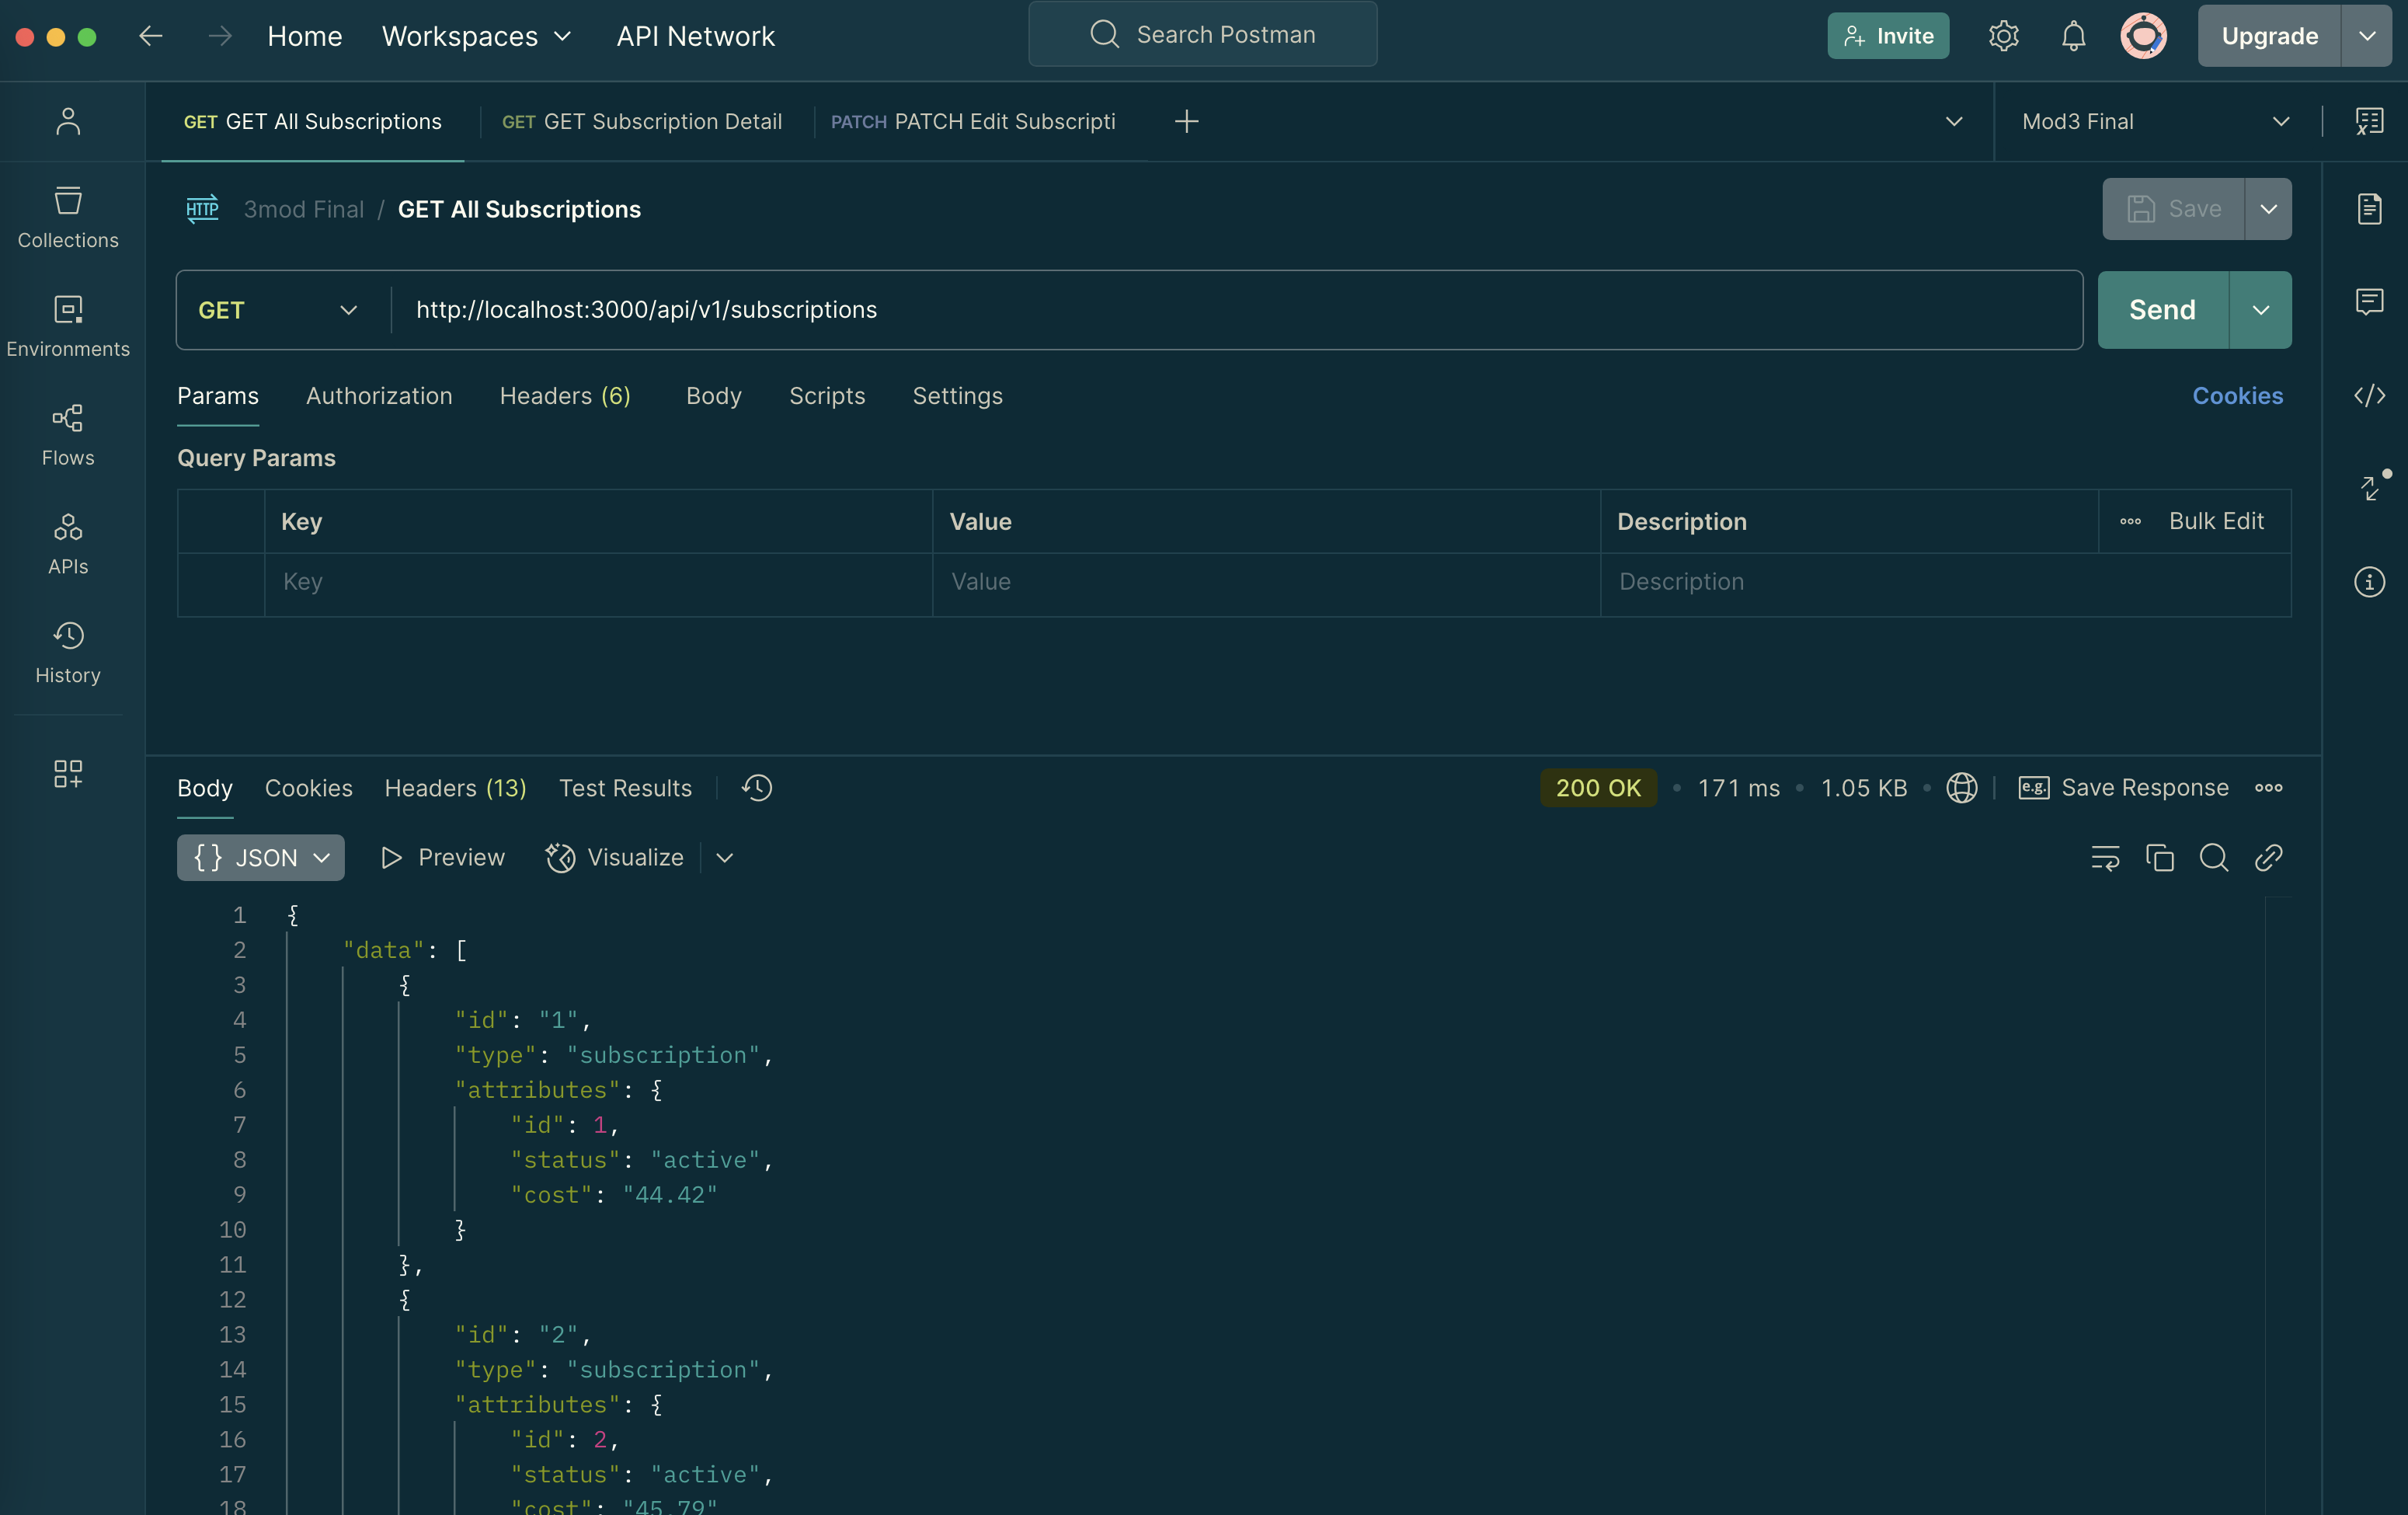 Home Workspaces API Network Search Postman Invite Upgrade
GET GET All Subscriptions GET GET Subscription Detail PATCH PATCH Edit Subscripti Mod3 Final
HTTP 3mod Final / GET All Subscriptions Save
GET http://localhost:3000/api/v1/subscriptions Send
Params Authorization Headers (6) Body Scripts Settings Cookies
Query Params
Key Value Description Bulk Edit
Key Value Description
Collections
Environments
Flows
APIs
History
Body Cookies Headers (13) Test Results 200 OK • 171 ms • 1.05 KB • e.g. Save Response
{ } JSON Preview Visualize
1 {
2 "data": [
3 {
4 "id": "1",
5 "type": "subscription",
6 "attributes": {
7 "id": 1,
8 "status": "active",
9 "cost": "44.42"
10 }
11 },
12 {
13 "id": "2",
14 "type": "subscription",
15 "attributes": {
16 "id": 2,
17 "status": "active",
18 "cost": "45.79"